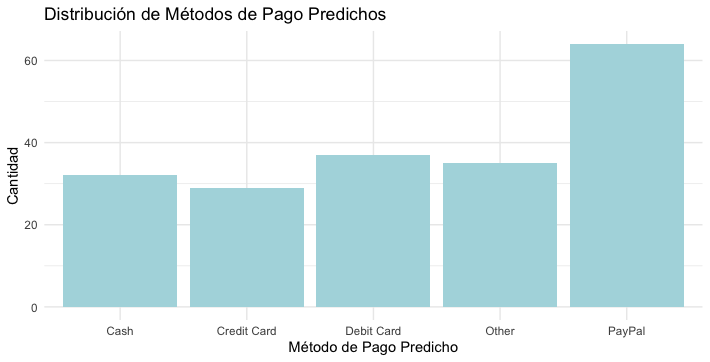 Distribución de Métodos de Pago Predichos
Cantidad
60
40
20
0
Cash Credit Card Debit Card Other PayPal
Método de Pago Predicho